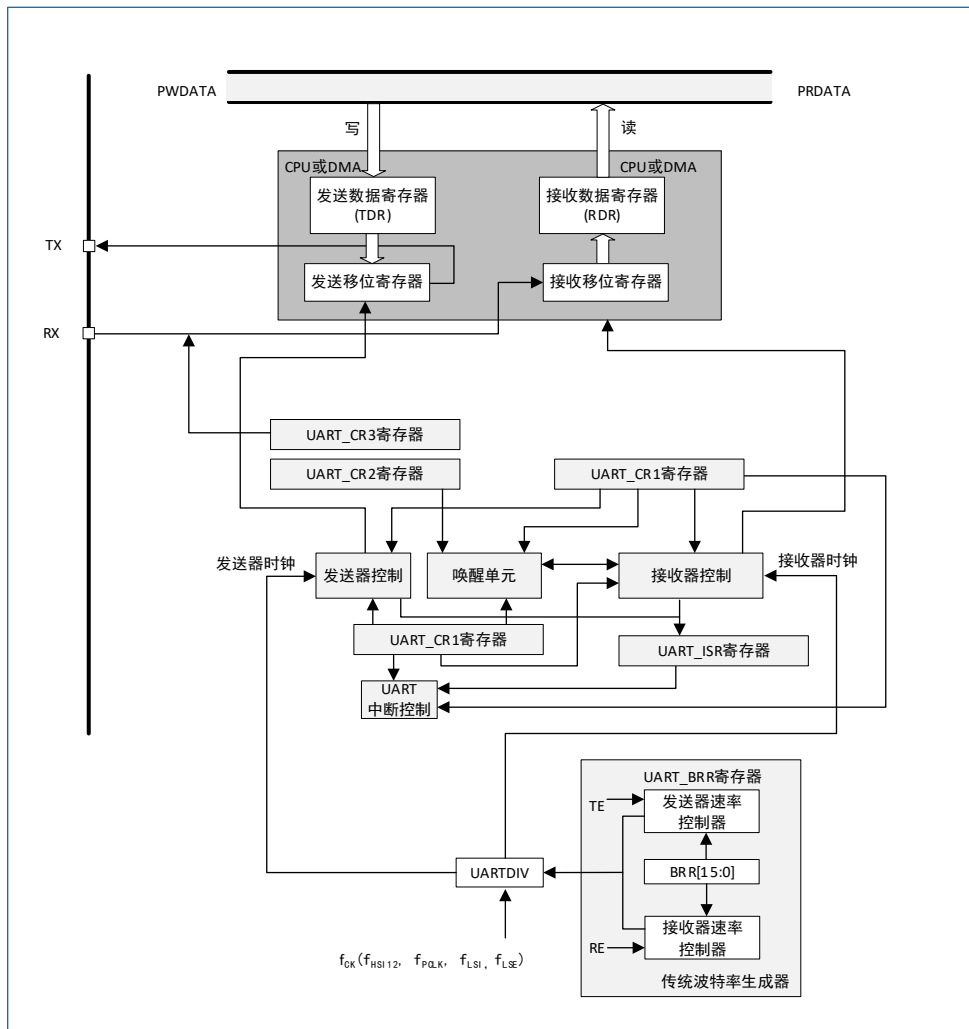 PWDATA
PRDATA
写
读
CPU或DMA
CPU或DMA
发送数据寄存器
(TDR)
接收数据寄存器
(RDR)
TX
发送移位寄存器
接收移位寄存器
RX
UART_CR3寄存器
UART_CR2寄存器
UART_CR1寄存器
发送器时钟
接收器时钟
发送器控制
唤醒单元
接收器控制
UART_CR1寄存器
UART_ISR寄存器
UART
中断控制
UART_BRR寄存器
TE
发送器速率
控制器
UARTDIV
BRR[15:0]
接收器速率
控制器
RE
fCK(fHSI12, fPCLK, fLSI, fLSE)
传统波特率生成器